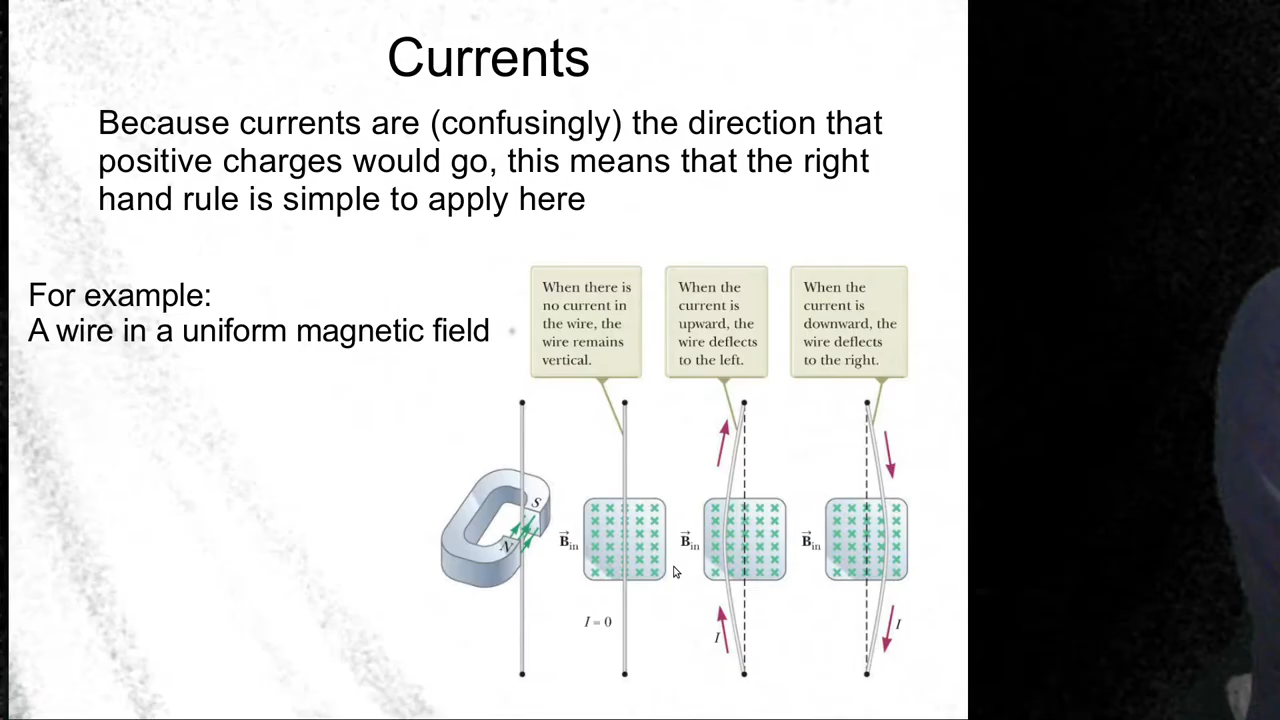 Currents
Because currents are (confusingly) the direction that
positive charges would go, this means that the right
hand rule is simple to apply here
For example:
A wire in a uniform magnetic field
When there is
no current in
the wire, the
wire remains
vertical.
When the
current is
upward, the
wire deflects
to the left.
When the
current is
downward, the
wire deflects
to the right.
S
N
B⃗in
B⃗in
B⃗in
I = 0
I
I